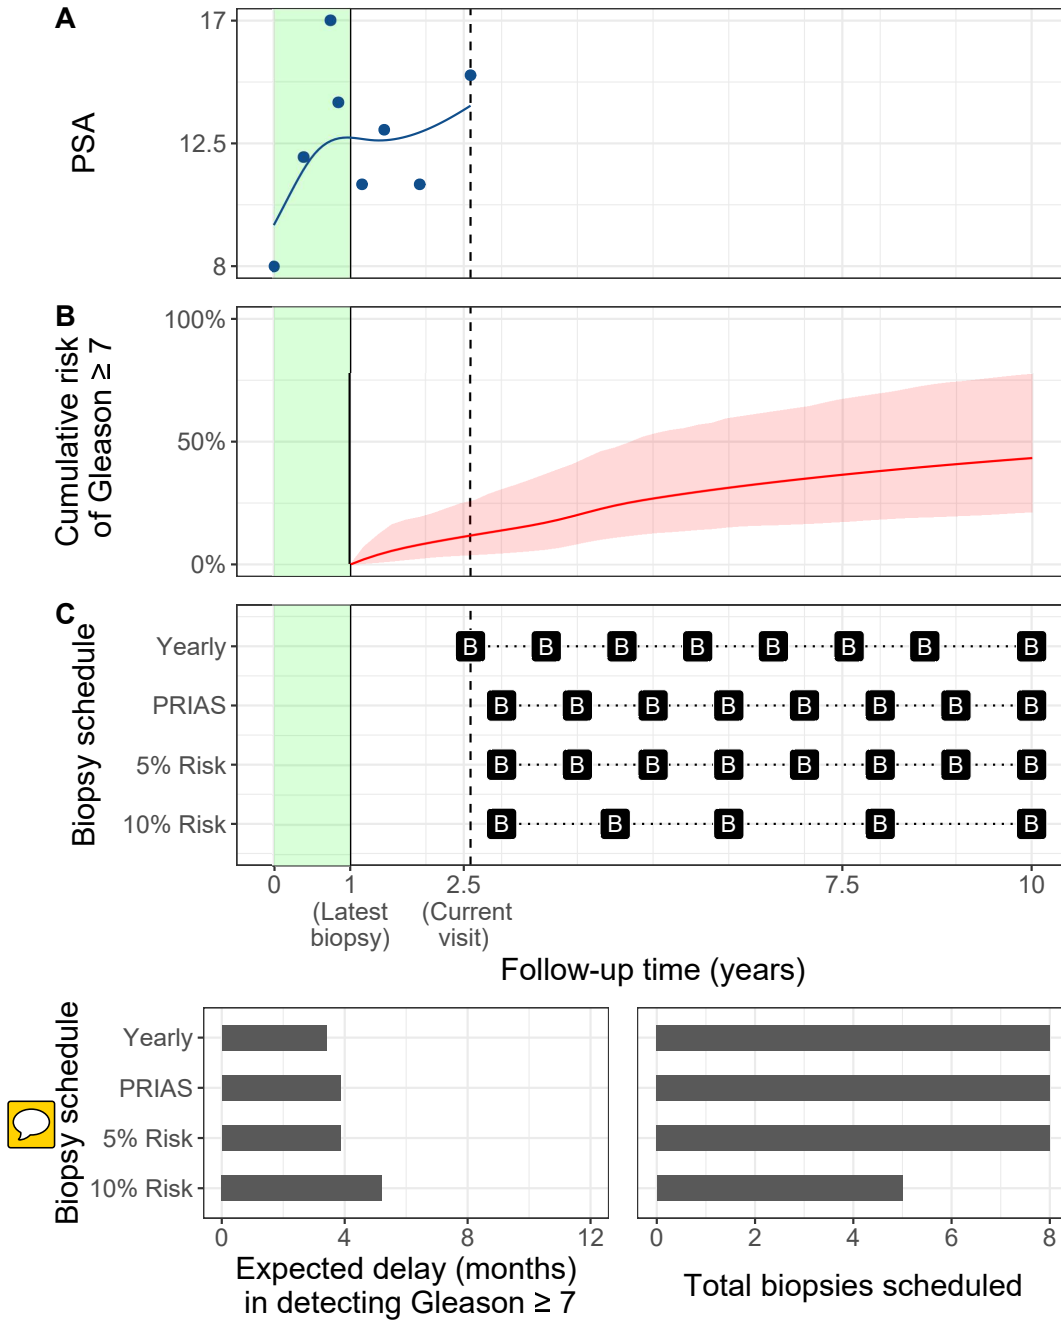 A
17
12.5
8
PSA
B
100%
50%
0%
Cumulative risk
of Gleason ≥ 7
C
Biopsy schedule
Yearly B B B B B B B B
PRIAS B B B B B B B B
5% Risk B B B B B B B B
10% Risk B B B B B
0 1 2.5 7.5 10
(Latest (Current
biopsy) visit)
Follow-up time (years)
Biopsy schedule
Yearly
PRIAS
5% Risk
10% Risk
0 4 8 12
0 2 4 6 8
Expected delay (months)
in detecting Gleason ≥ 7
Total biopsies scheduled